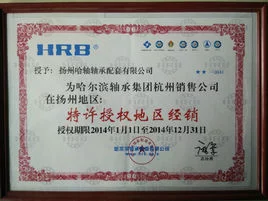 HRB
授予：扬州哈轴轴承配套有限公司
为哈尔滨轴承集团杭州销售公司
在扬州地区：
特许授权地区经销
授权期限2014年1月1日至2014年12月31日